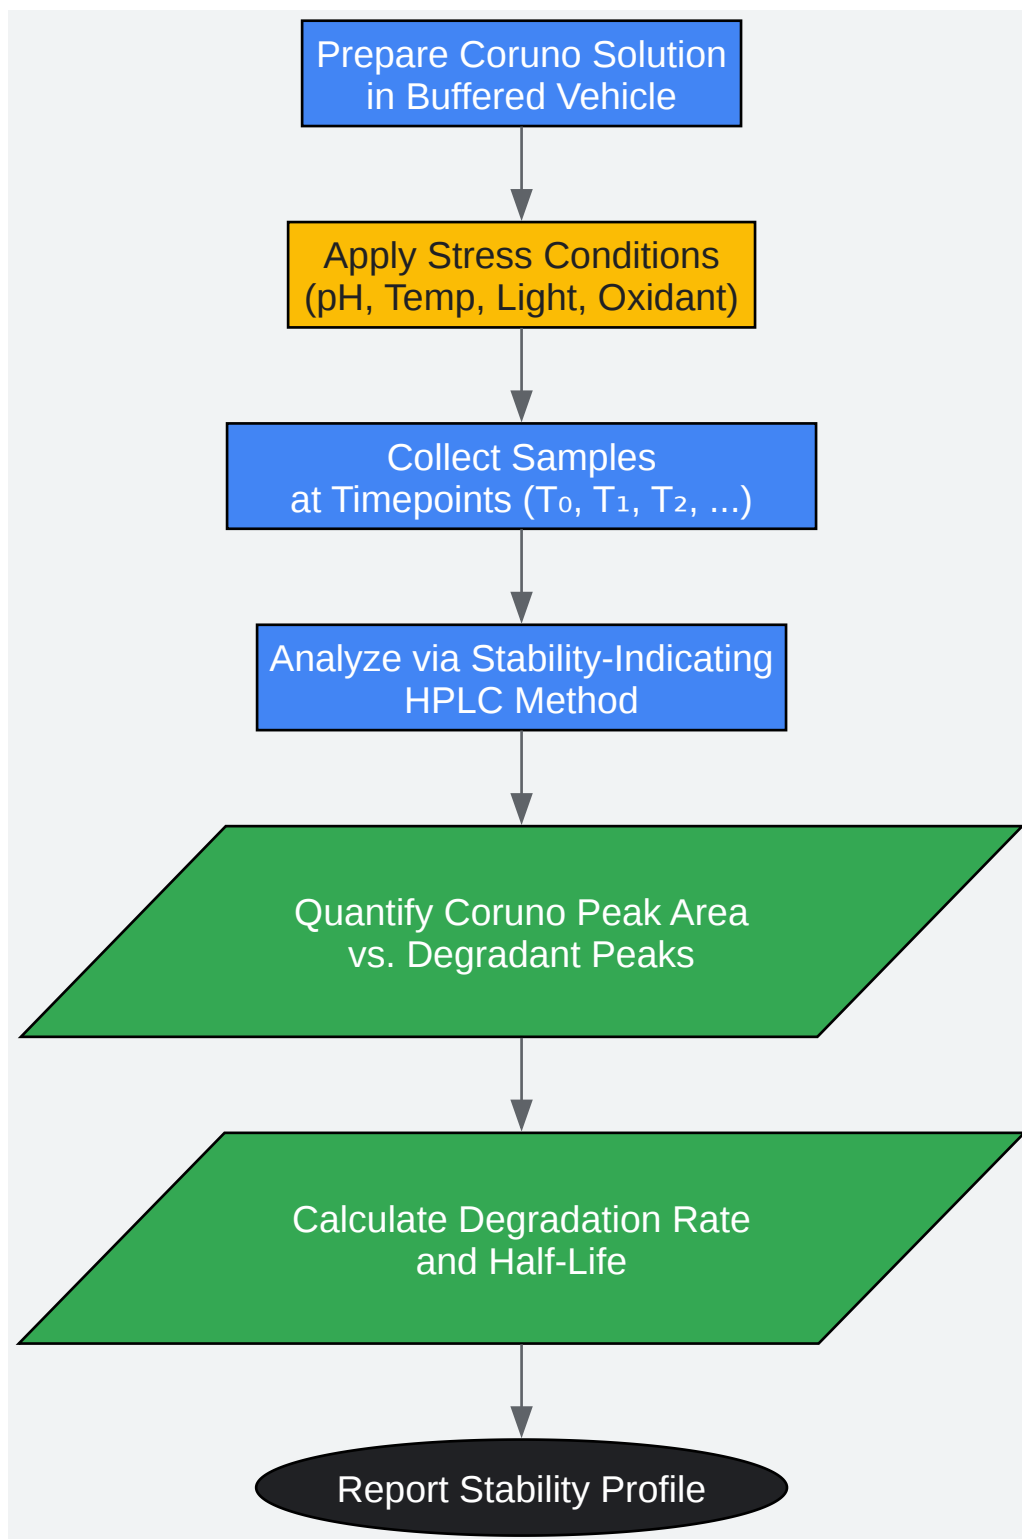 Prepare Coruno Solution
in Buffered Vehicle
Apply Stress Conditions
(pH, Temp, Light, Oxidant)
Collect Samples
at Timepoints (T₀, T₁, T₂, ...)
Analyze via Stability-Indicating
HPLC Method
Quantify Coruno Peak Area
vs. Degradant Peaks
Calculate Degradation Rate
and Half-Life
Report Stability Profile